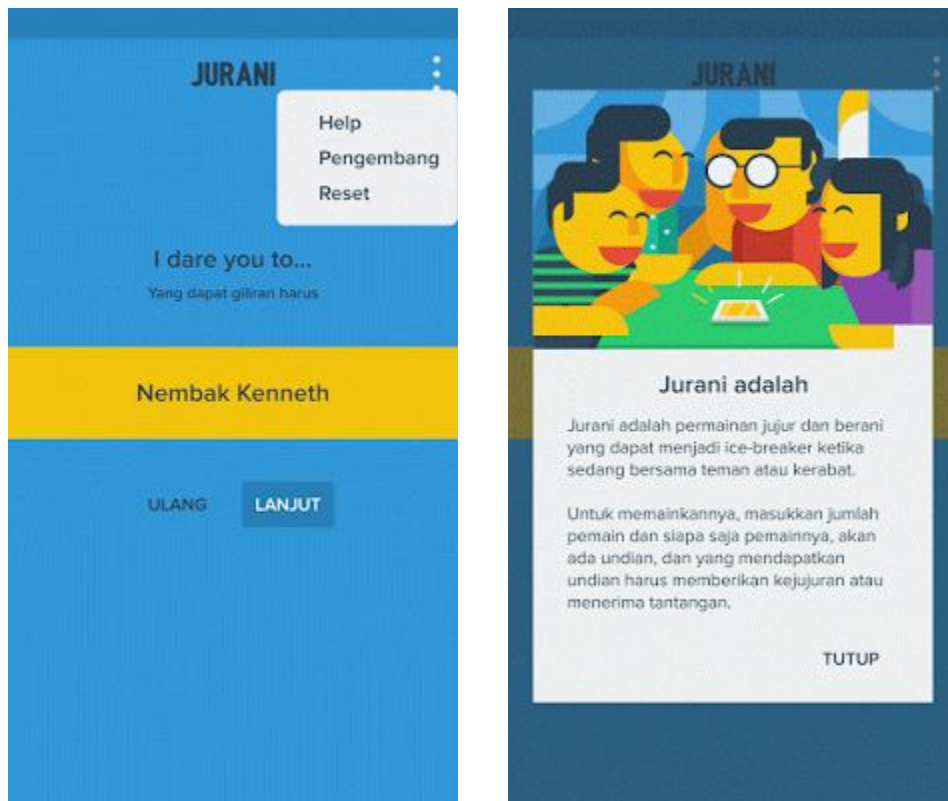 JURANI
Help
Pengembang
Reset
I dare you to...
Yang dapat giliran harus
Nembak Kenneth
ULANG
LANJUT
JURANI
Jurani adalah
Jurani adalah permainan jujur dan berani
yang dapat menjadi ice-breaker ketika
sedang bersama teman atau kerabat.
Untuk memainkannya, masukkan jumlah
pemain dan siapa saja pemainnya, akan
ada undian, dan yang mendapatkan
undian harus memberikan kejujuran atau
menerima tantangan.
TUTUP